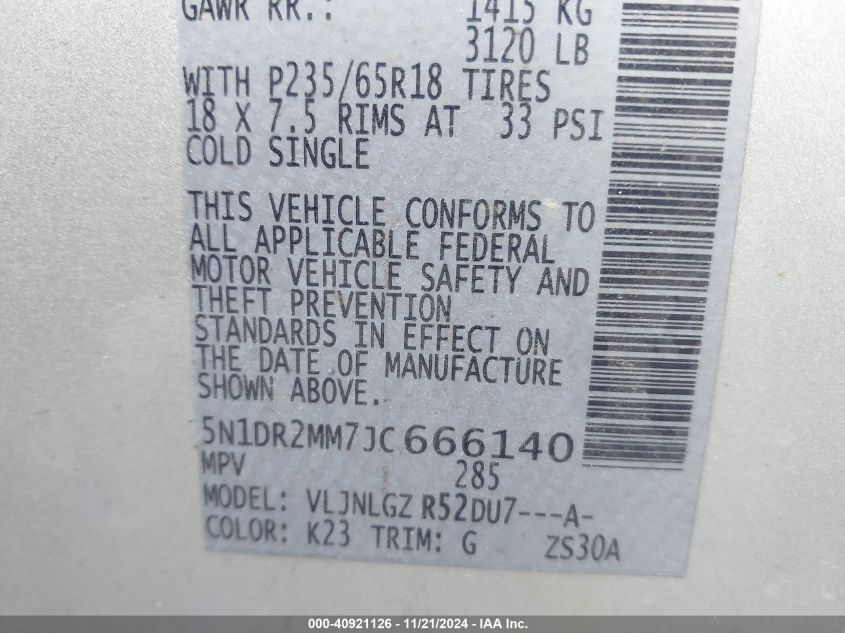 GAWR RR.: 1415 KG
3120 LB
WITH P235/65R18 TIRES
18 X 7.5 RIMS AT 33 PSI
COLD SINGLE
THIS VEHICLE CONFORMS TO
ALL APPLICABLE FEDERAL
MOTOR VEHICLE SAFETY AND
THEFT PREVENTION
STANDARDS IN EFFECT ON
THE DATE OF MANUFACTURE
SHOWN ABOVE.
5N1DR2MM7JC666140
MPV 285
MODEL: VLJNLGZ R52DU7---A-
COLOR: K23 TRIM: G ZS30A
000-40921126 - 11/21/2024 - IAA Inc.